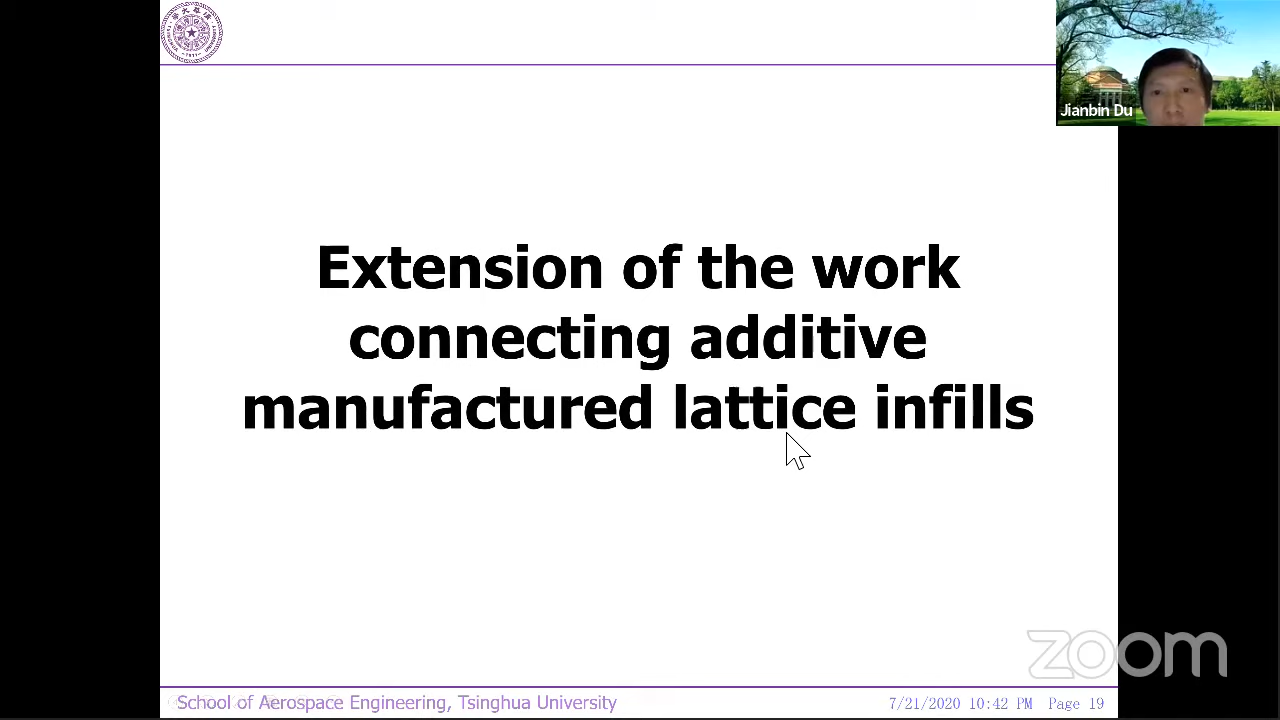 Jianbin Du
Extension of the work
connecting additive
manufactured lattice infills
zoom
School of Aerospace Engineering, Tsinghua University
7/21/2020 10:42 PM Page 19